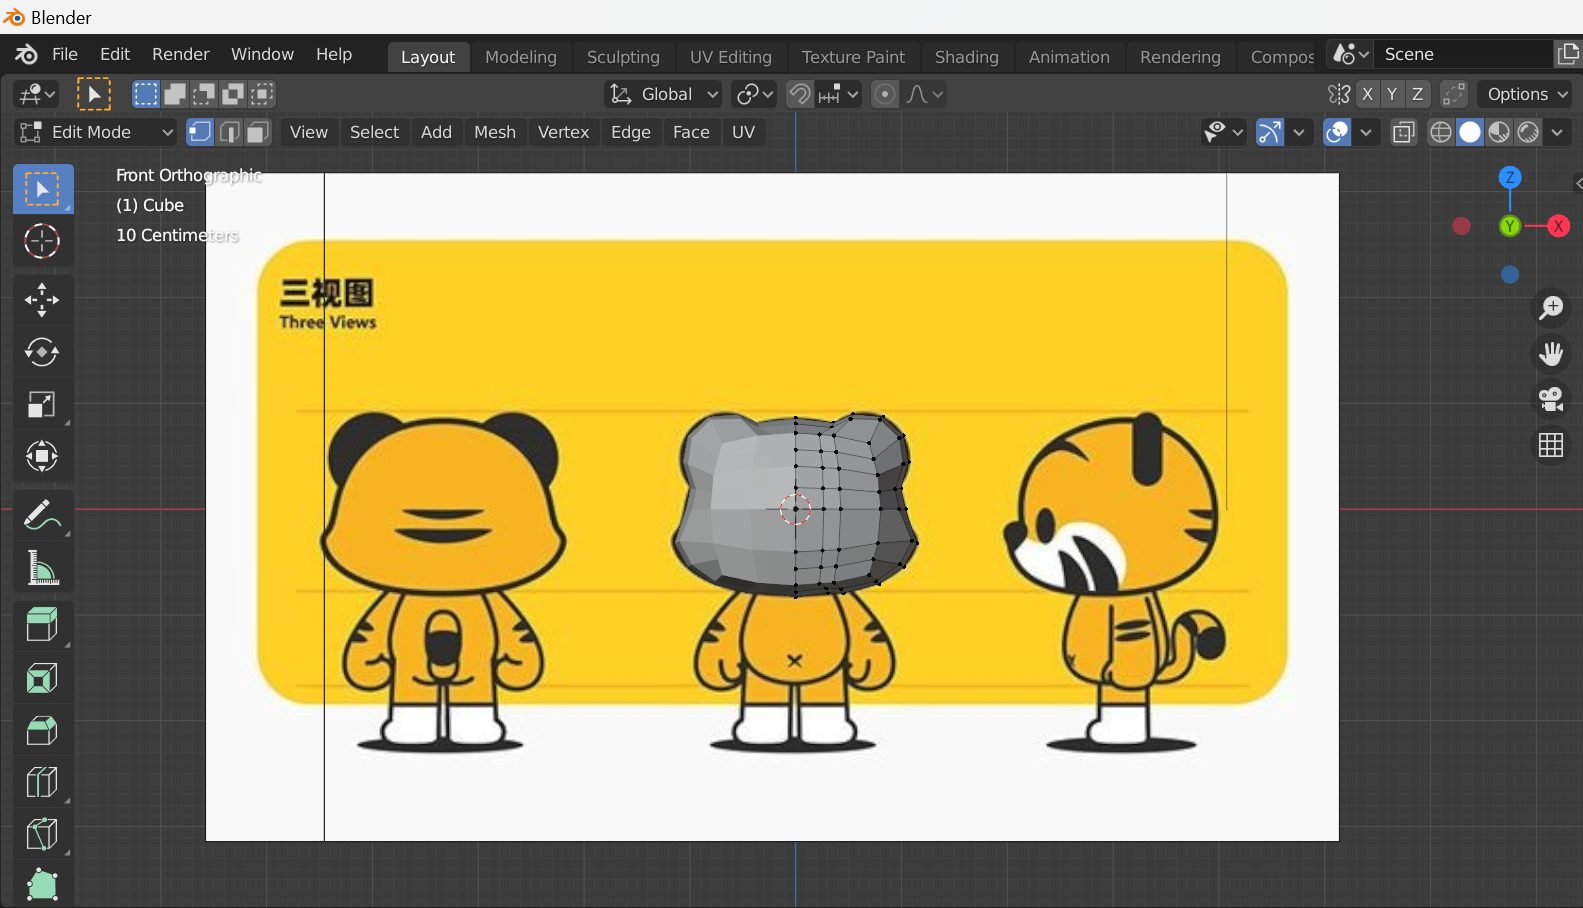 Blender
File Edit Render Window Help Layout Modeling Sculpting UV Editing Texture Paint Shading Animation Rendering Compos Scene
Global X Y Z Options
Edit Mode View Select Add Mesh Vertex Edge Face UV
Front Orthographic
(1) Cube
10 Centimeters
Z
Y X
三视图
Three Views